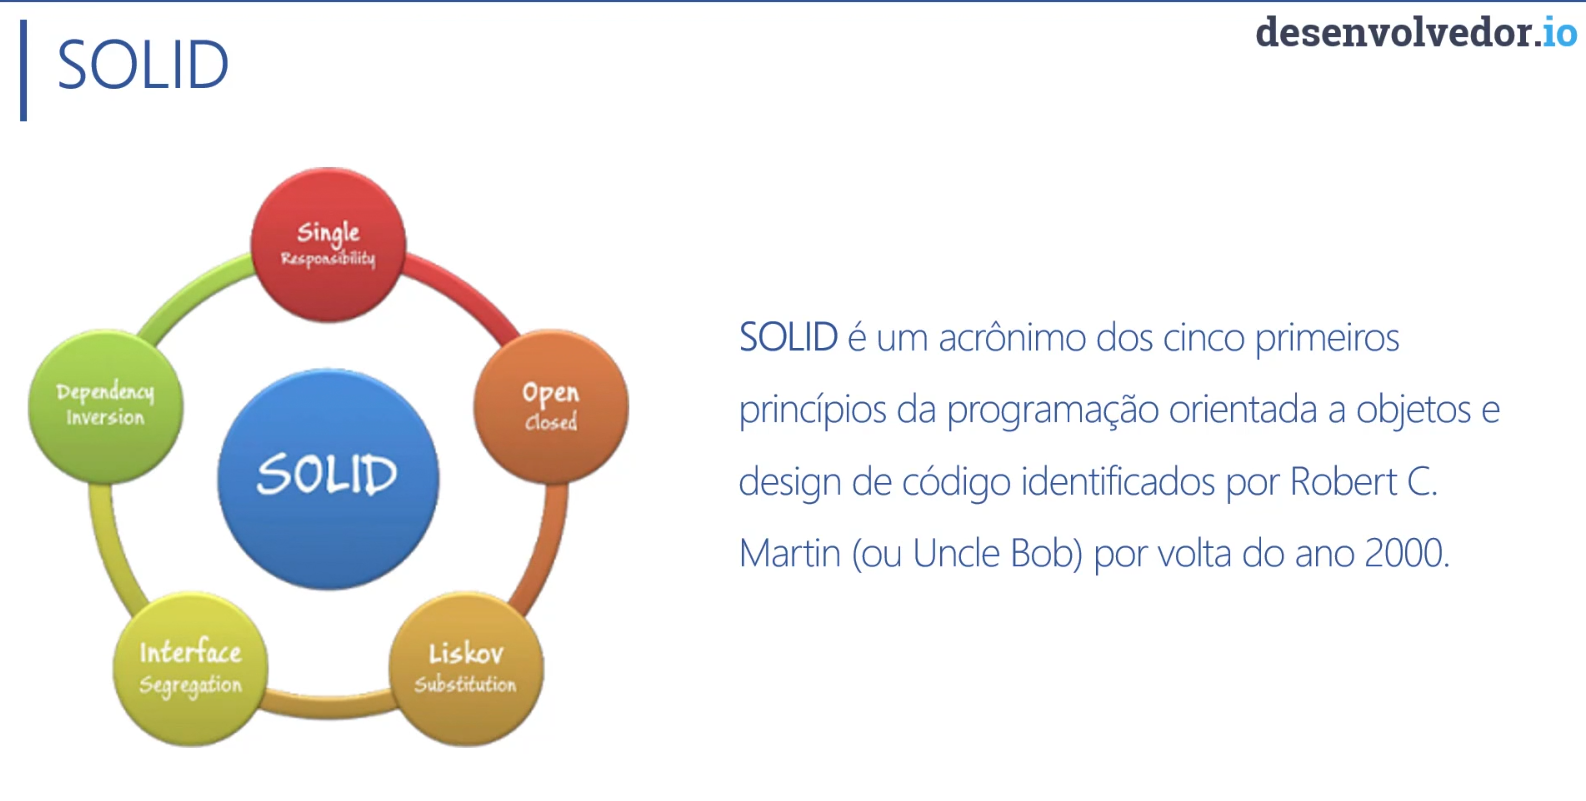 SOLID
desenvolvedor.io
Single
Responsibility
Dependency
Inversion
Open
Closed
SOLID
Interface
Segregation
Liskov
Substitution
SOLID é um acrônimo dos cinco primeiros
princípios da programação orientada a objetos e
design de código identificados por Robert C.
Martin (ou Uncle Bob) por volta do ano 2000.